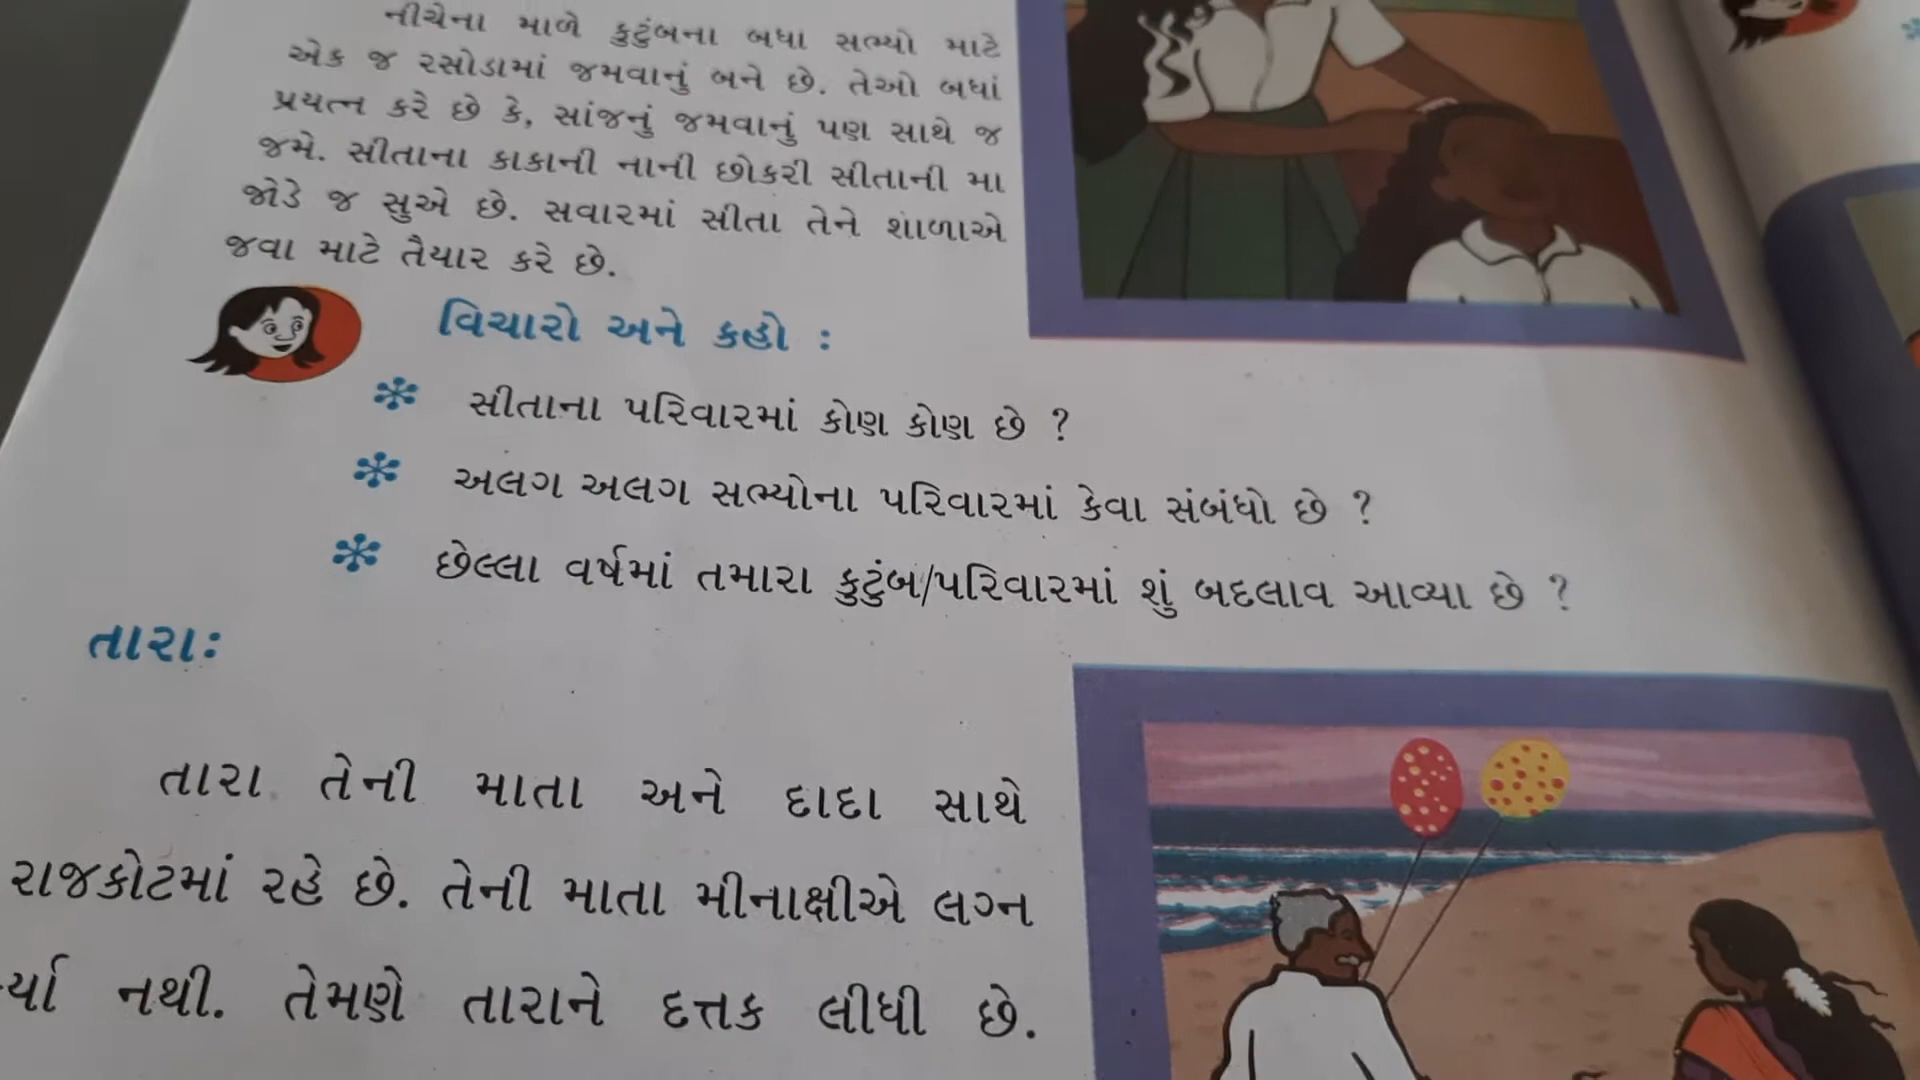 નીચેના માળે કુટુંબના બધા સભ્યો માટે
એક જ રસોડામાં જમવાનું બને છે. તેઓ બધાં
પ્રયત્ન કરે છે કે, સાંજનું જમવાનું પણ સાથે જ
જમે. સીતાના કાકાની નાની છોકરી સીતાની મા
જોડે જ સુએ છે. સવારમાં સીતા તેને શાળાએ
જવા માટે તૈયાર કરે છે.
વિચારો અને કહો :
સીતાના પરિવારમાં કોણ કોણ છે ?
અલગ અલગ સભ્યોના પરિવારમાં કેવા સંબંધો છે ?
છેલ્લા વર્ષમાં તમારા કુટુંબ/પરિવારમાં શું બદલાવ આવ્યા છે ?
તારાઃ
તારા તેની માતા અને દાદા સાથે
રાજકોટમાં રહે છે. તેની માતા મીનાક્ષીએ લગ્ન
ર્યા નથી. તેમણે તારાને દત્તક લીધી છે.